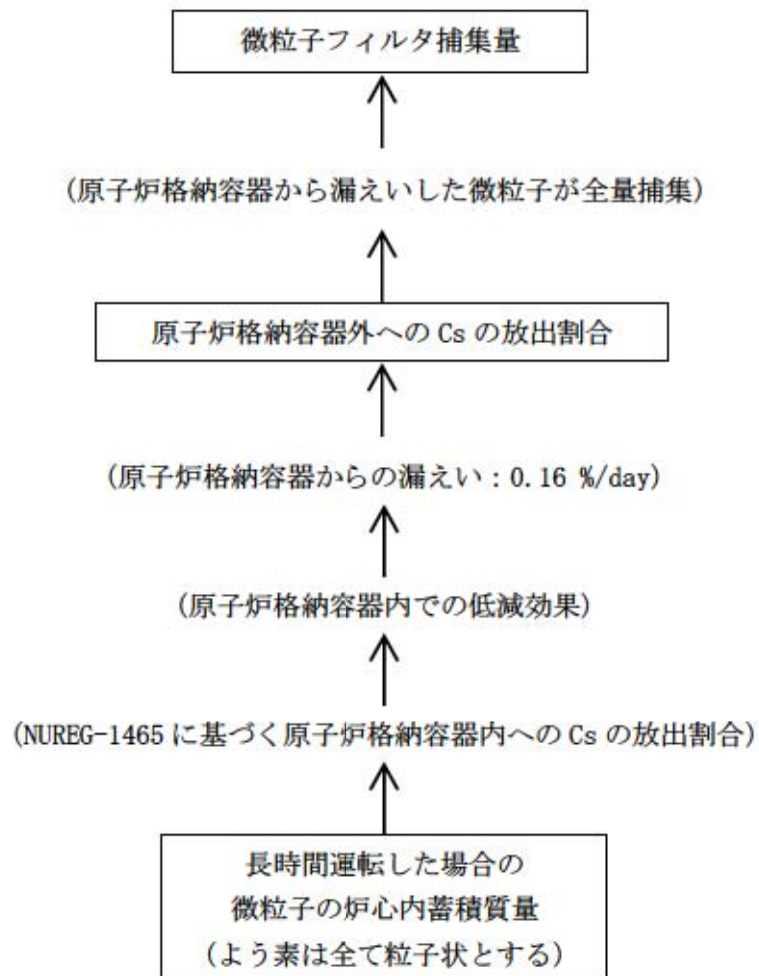 微粒子フィルタ捕集量
(原子炉格納容器から漏えいした微粒子が全量捕集)
原子炉格納容器外への Cs の放出割合
(原子炉格納容器からの漏えい：0.16 %/day)
(原子炉格納容器内での低減効果)
(NUREG-1465 に基づく原子炉格納容器内への Cs の放出割合)
長時間運転した場合の
微粒子の炉心内蓄積質量
(よう素は全て粒子状とする)